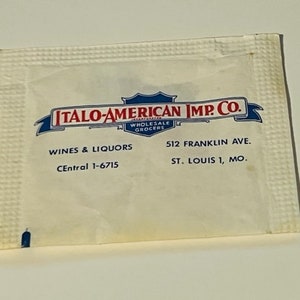 ITALO-AMERICAN IMP. CO.
WHOLESALE
GROCERS
WINES & LIQUORS
512 FRANKLIN AVE.
CEntral 1-6715
ST. LOUIS 1, MO.